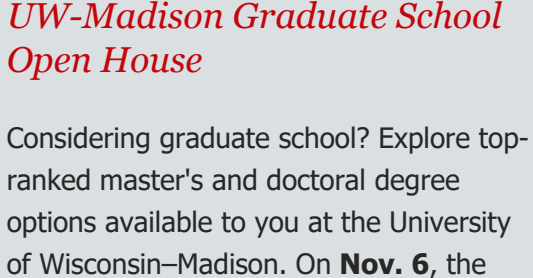 UW-Madison Graduate School
Open House
Considering graduate school? Explore top-
ranked master's and doctoral degree
options available to you at the University
of Wisconsin–Madison. On Nov. 6, the